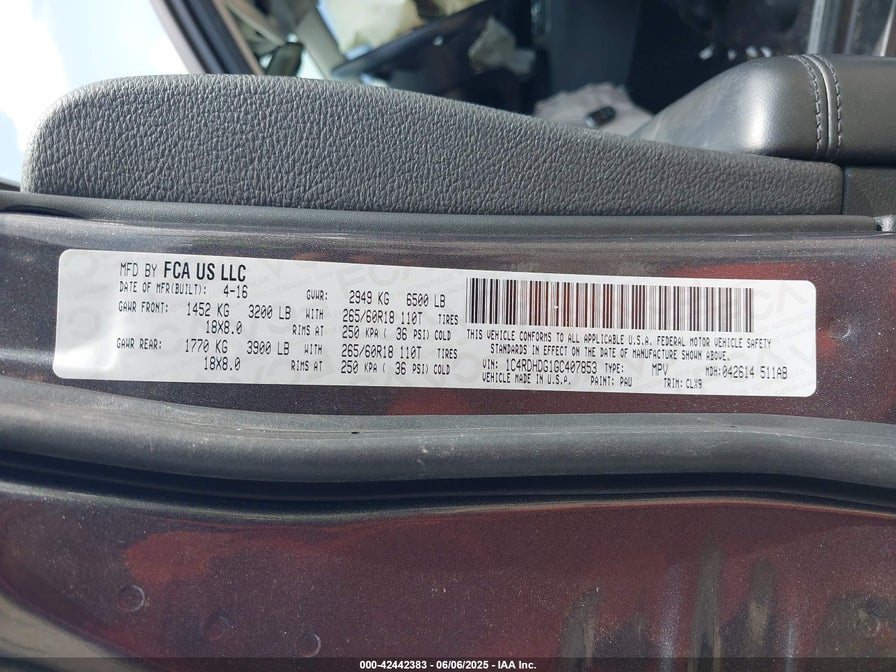 MFD BY FCA US LLC
DATE OF MFR(BUILT): 4-16 GVWR: 2949 KG 6500 LB
GAWR FRONT: 1452 KG 3200 LB WITH 265/60R18 110T TIRES
18X8.0 RIMS AT 250 KPA ( 36 PSI) COLD
GAWR REAR: 1770 KG 3900 LB WITH 265/60R18 110T TIRES
18X8.0 RIMS AT 250 KPA ( 36 PSI) COLD
THIS VEHICLE CONFORMS TO ALL APPLICABLE U.S.A. FEDERAL MOTOR VEHICLE SAFETY
STANDARDS IN EFFECT ON THE DATE OF MANUFACTURE SHOWN ABOVE.
VIN: 1C4RDHDG1GC407853 TYPE: MPV MDH: 042614 511AB
VEHICLE MADE IN U.S.A. PAINT: PAU TRIM: CLX9
000-42442383 - 06/06/2025 - IAA Inc.